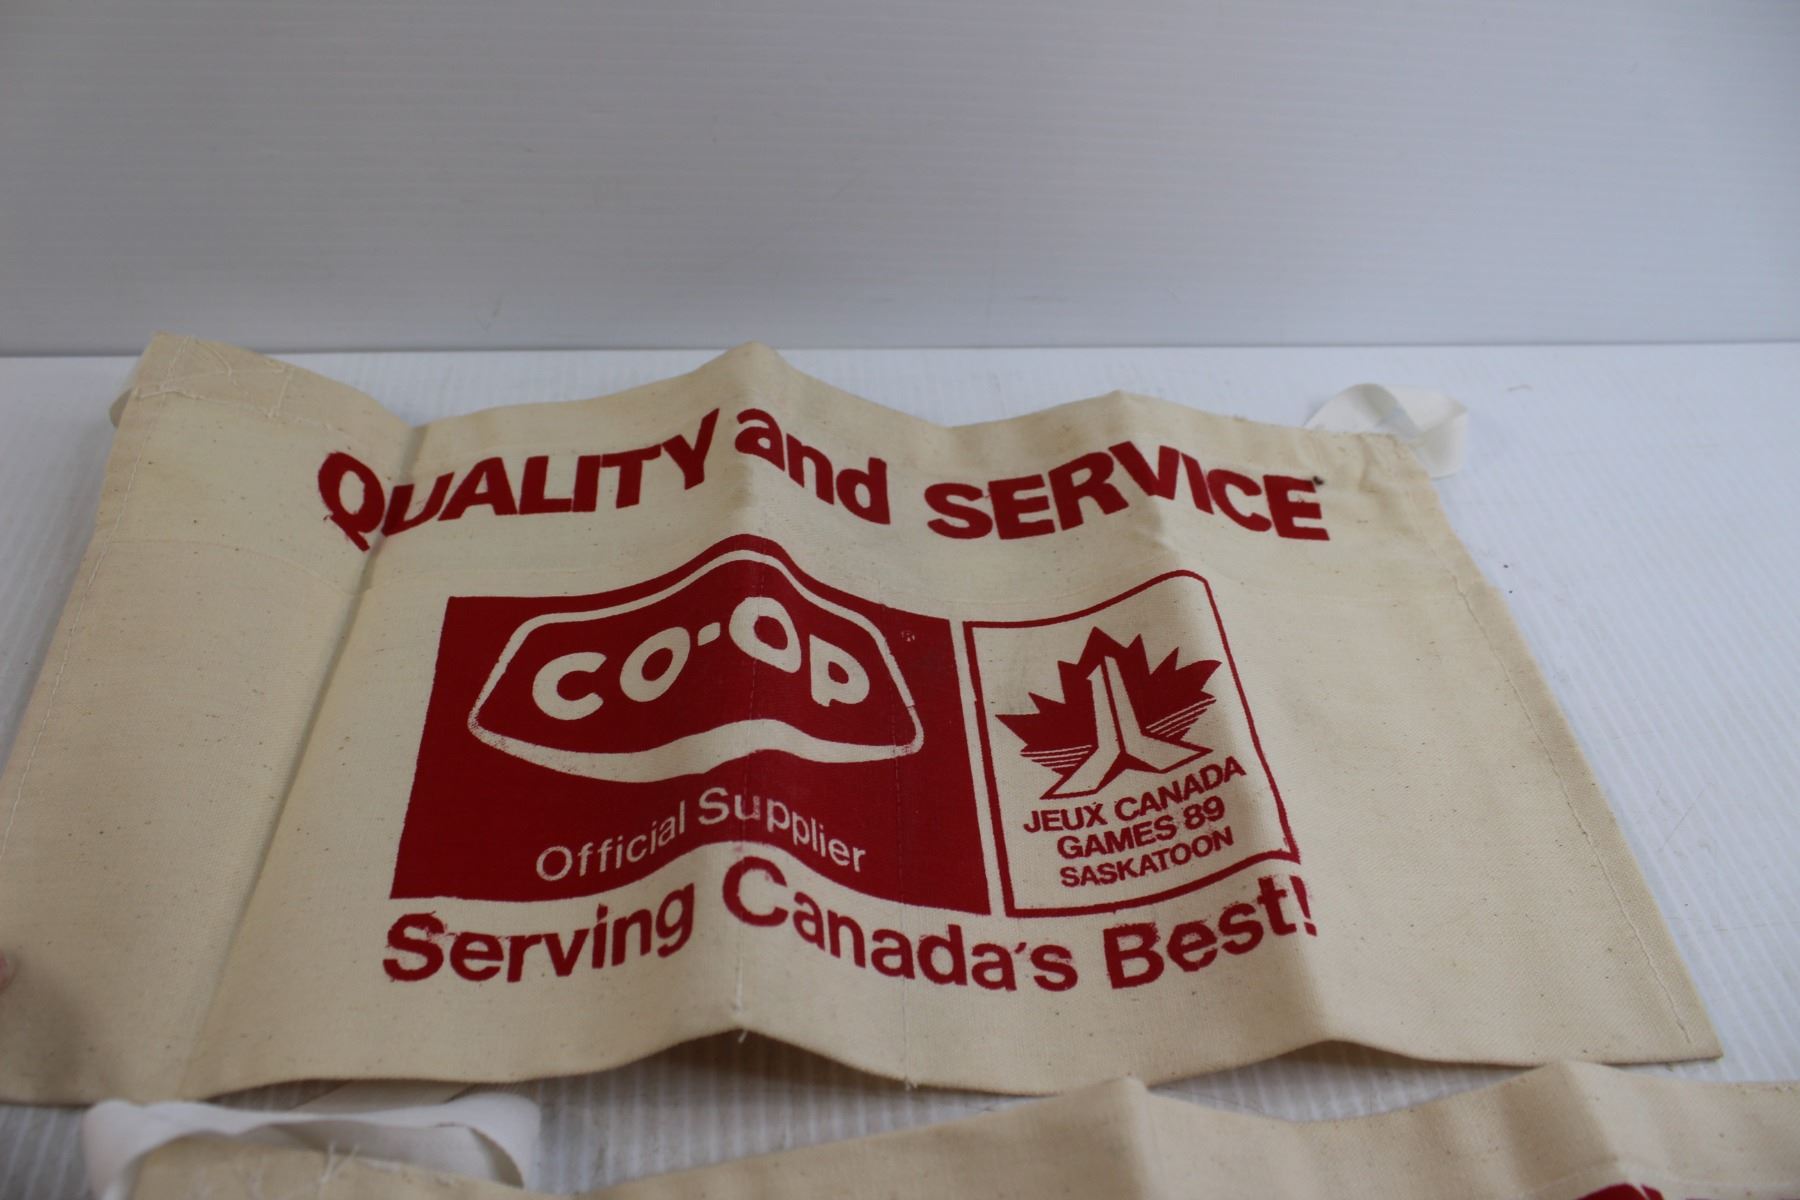 QUALITY and SERVICE
CO-OP
®
Official Supplier
JEUX CANADA
GAMES 89
SASKATOON
Serving Canada's Best!